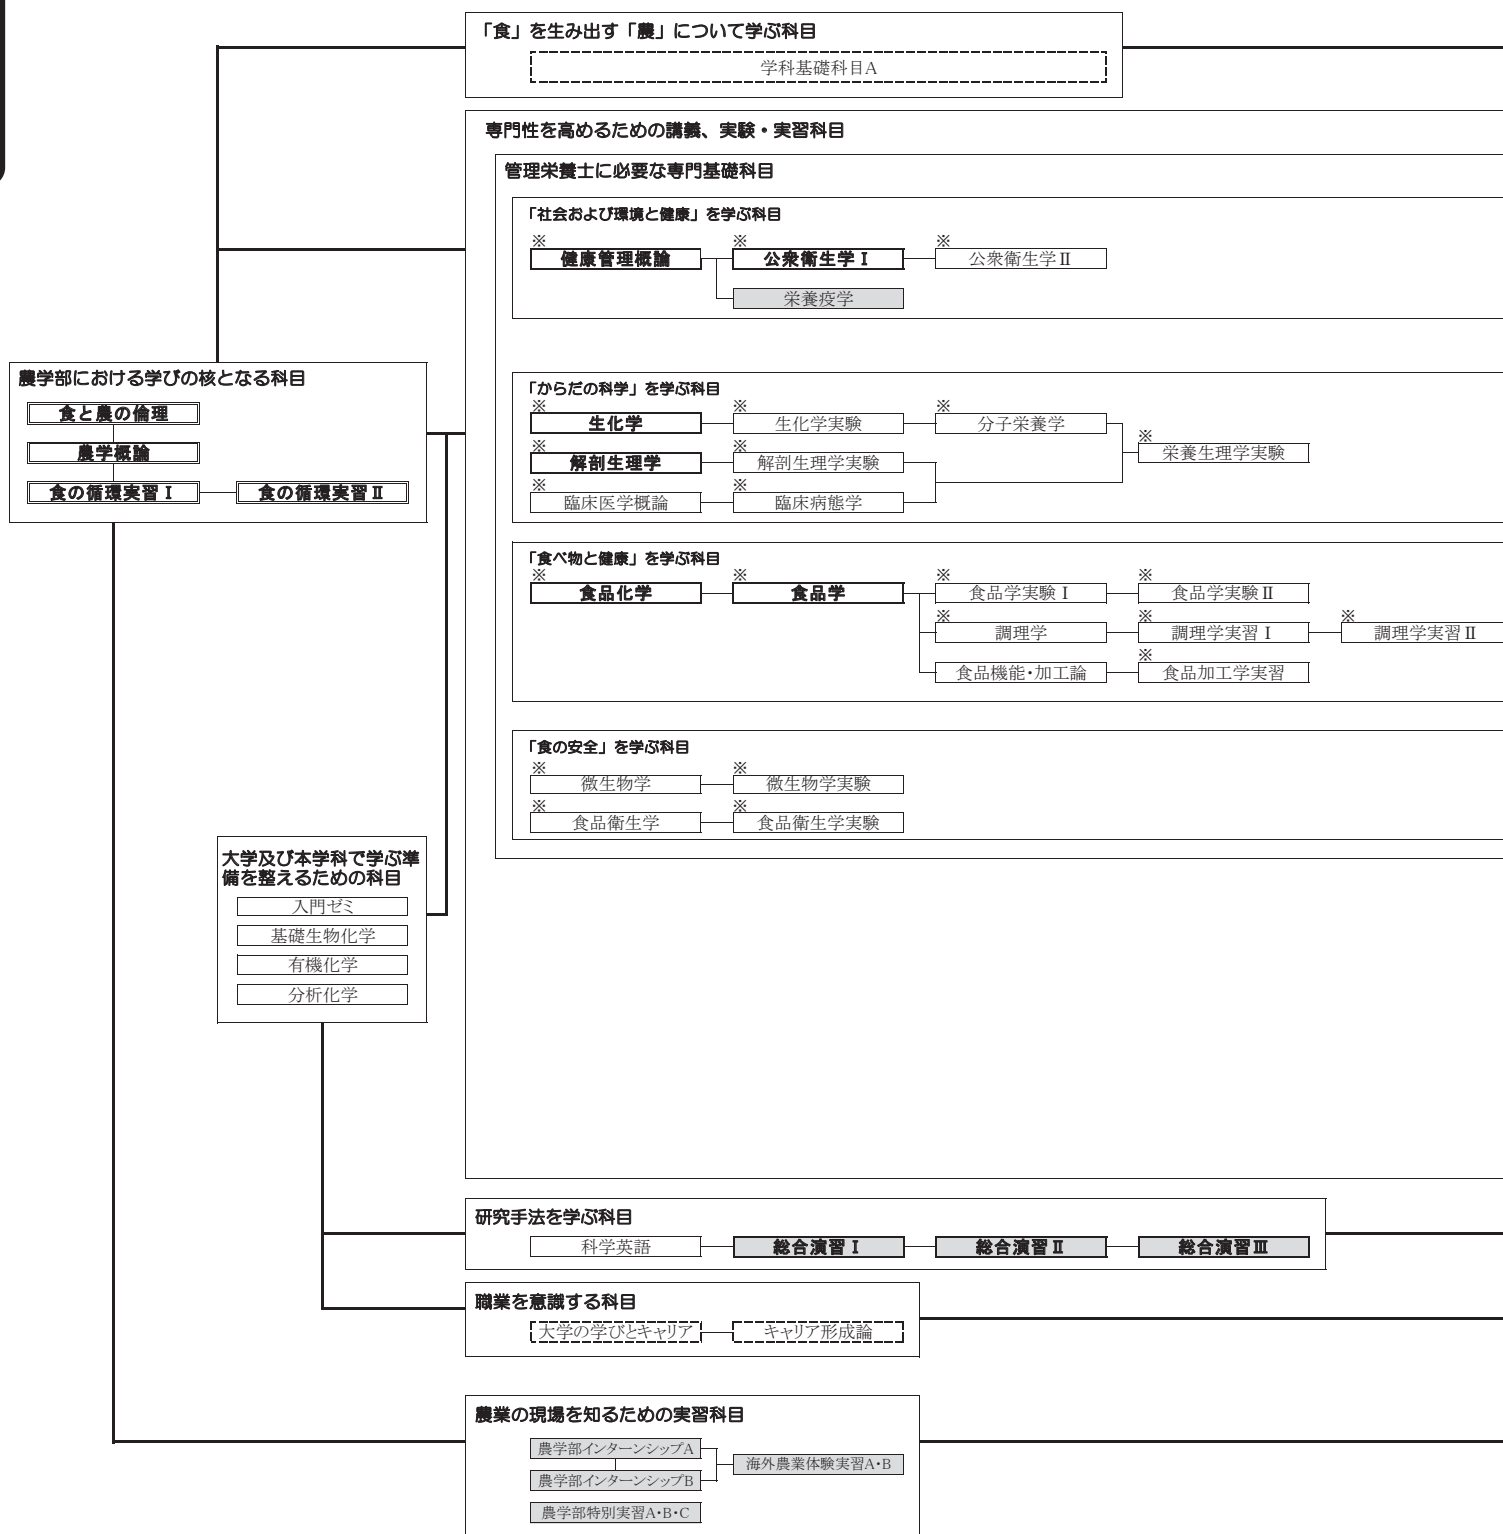 「食」を生み出す「農」について学ぶ科目
学科基礎科目A
専門性を高めるための講義、実験・実習科目
管理栄養士に必要な専門基礎科目
「社会および環境と健康」を学ぶ科目
※ ※ ※
健康管理概論 公衆衛生学Ⅰ 公衆衛生学Ⅱ
栄養疫学
農学部における学びの核となる科目
食と農の倫理
農学概論
食の循環実習Ⅰ 食の循環実習Ⅱ
「からだの科学」を学ぶ科目
※ ※ ※
生化学 生化学実験 分子栄養学
※ ※ ※
解剖生理学 解剖生理学実験 栄養生理学実験
※ ※
臨床医学概論 臨床病態学
「食べ物と健康」を学ぶ科目
※ ※ ※ ※
食品化学 食品学 食品学実験Ⅰ 食品学実験Ⅱ
※ ※ ※
調理学 調理学実習Ⅰ 調理学実習Ⅱ
※
食品機能・加工論 食品加工学実習
「食の安全」を学ぶ科目
※ ※
微生物学 微生物学実験
※ ※
食品衛生学 食品衛生学実験
大学及び本学科で学ぶ準
備を整えるための科目
入門ゼミ
基礎生物化学
有機化学
分析化学
研究手法を学ぶ科目
科学英語 総合演習Ⅰ 総合演習Ⅱ 総合演習Ⅲ
職業を意識する科目
大学の学びとキャリア キャリア形成論
農業の現場を知るための実習科目
農学部インターンシップA
海外農業体験実習A・B
農学部インターンシップB
農学部特別実習A・B・C